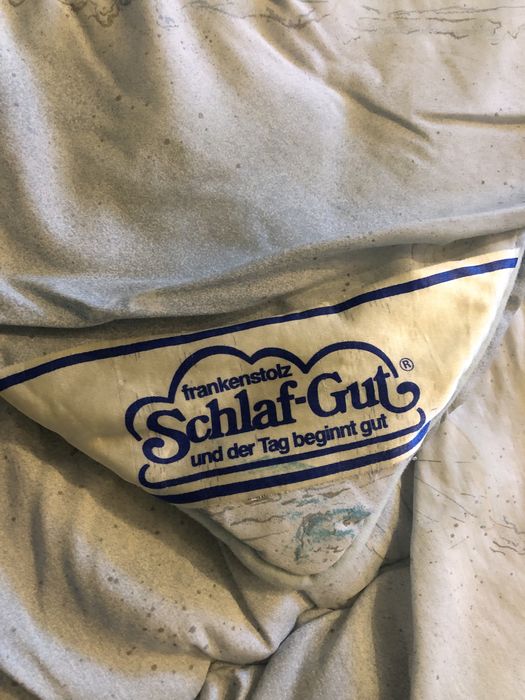 frankenstolz
Schlaf-Gut ®
und der Tag beginnt gut